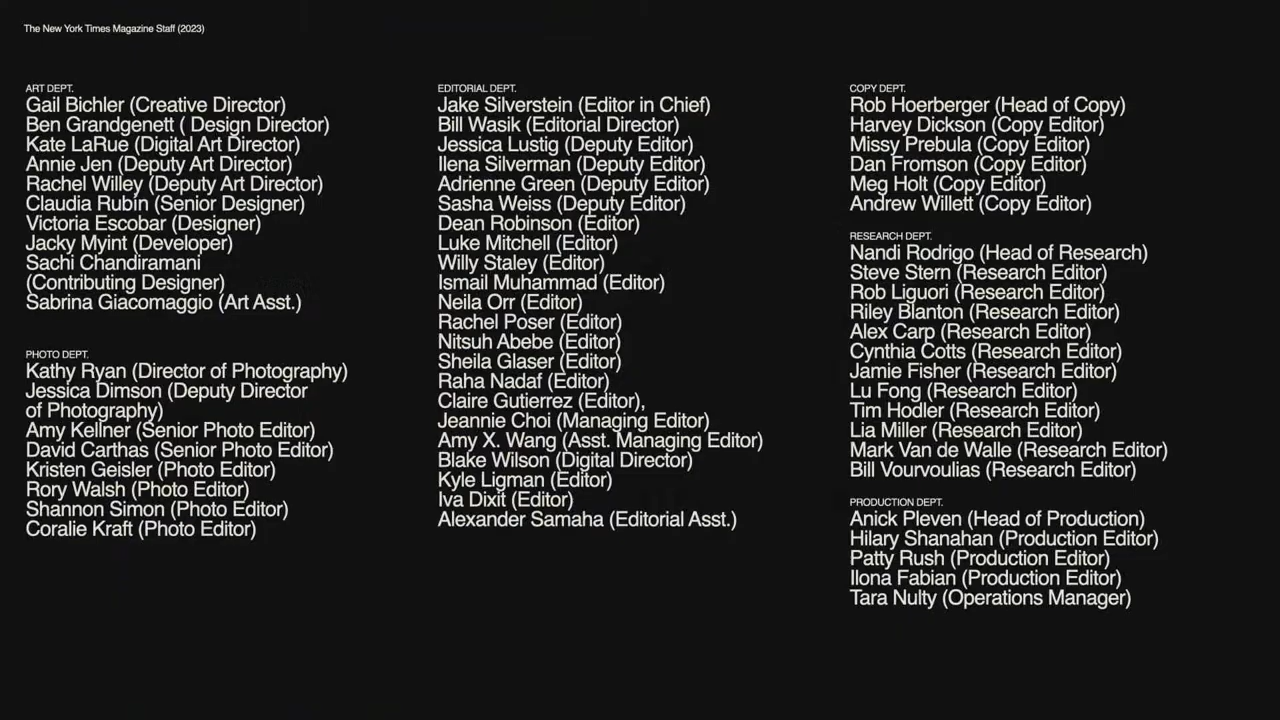 The New York Times Magazine Staff (2023)
ART DEPT.
Gail Bichler (Creative Director)
Ben Grandgenett ( Design Director)
Kate LaRue (Digital Art Director)
Annie Jen (Deputy Art Director)
Rachel Willey (Deputy Art Director)
Claudia Rubín (Senior Designer)
Victoria Escobar (Designer)
Jacky Myint (Developer)
Sachi Chandiramani
(Contributing Designer)
Sabrina Giacomaggio (Art Asst.)
PHOTO DEPT.
Kathy Ryan (Director of Photography)
Jessica Dimson (Deputy Director
of Photography)
Amy Kellner (Senior Photo Editor)
David Carthas (Senior Photo Editor)
Kristen Geisler (Photo Editor)
Rory Walsh (Photo Editor)
Shannon Simon (Photo Editor)
Coralie Kraft (Photo Editor)
EDITORIAL DEPT.
Jake Silverstein (Editor in Chief)
Bill Wasik (Editorial Director)
Jessica Lustig (Deputy Editor)
Ilena Silverman (Deputy Editor)
Adrienne Green (Deputy Editor)
Sasha Weiss (Deputy Editor)
Dean Robinson (Editor)
Luke Mitchell (Editor)
Willy Staley (Editor)
Ismail Muhammad (Editor)
Neila Orr (Editor)
Rachel Poser (Editor)
Nitsuh Abebe (Editor)
Sheila Glaser (Editor)
Raha Nadaf (Editor)
Claire Gutierrez (Editor),
Jeannie Choi (Managing Editor)
Amy X. Wang (Asst. Managing Editor)
Blake Wilson (Digital Director)
Kyle Ligman (Editor)
Iva Dixit (Editor)
Alexander Samaha (Editorial Asst.)
COPY DEPT.
Rob Hoerberger (Head of Copy)
Harvey Dickson (Copy Editor)
Missy Prebula (Copy Editor)
Dan Fromson (Copy Editor)
Meg Holt (Copy Editor)
Andrew Willett (Copy Editor)
RESEARCH DEPT.
Nandi Rodrigo (Head of Research)
Steve Stern (Research Editor)
Rob Liguori (Research Editor)
Riley Blanton (Research Editor)
Alex Carp (Research Editor)
Cynthia Cotts (Research Editor)
Jamie Fisher (Research Editor)
Lu Fong (Research Editor)
Tim Hodler (Research Editor)
Lia Miller (Research Editor)
Mark Van de Walle (Research Editor)
Bill Vourvoulias (Research Editor)
PRODUCTION DEPT.
Anick Pleven (Head of Production)
Hilary Shanahan (Production Editor)
Patty Rush (Production Editor)
Ilona Fabian (Production Editor)
Tara Nulty (Operations Manager)